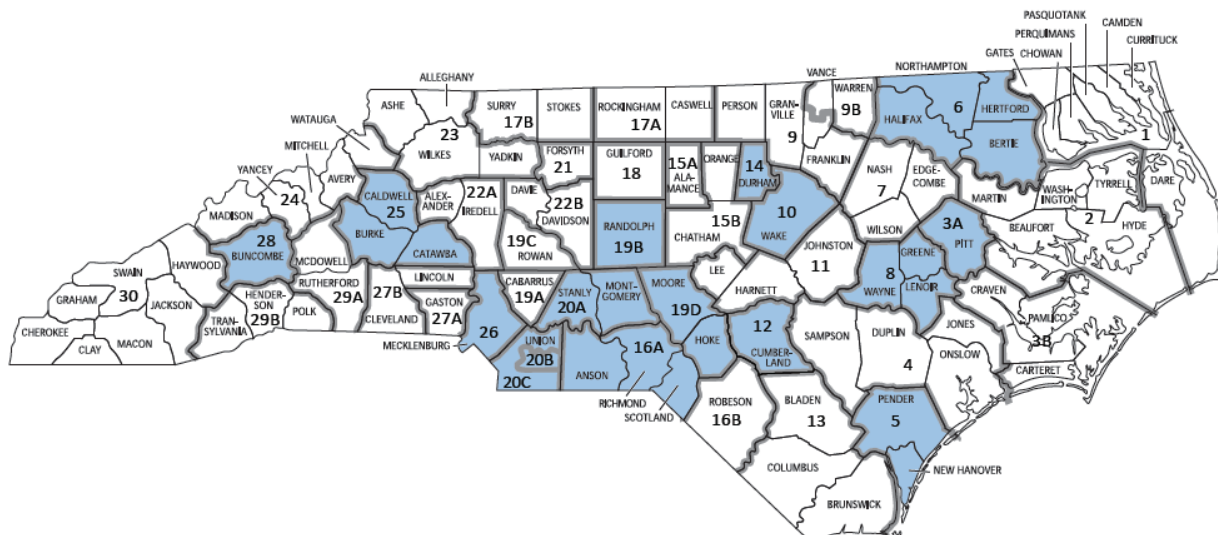 PASQUOTANK
CAMDEN
PERQUIMANS
CURRITUCK
GATES
CHOWAN
ALLEGHANY
VANCE
NORTHAMPTON
ASHE
SURRY
17B
STOKES
ROCKINGHAM
17A
CASWELL
PERSON
GRAN-
VILLE
9
WARREN
9B
6
HALIFAX
HERTFORD
BERTIE
1
WATAUGA
23
WILKES
YADKIN
FORSYTH
21
GUILFORD
18
15A
ALA-
MANCE
ORANGE
14
DURHAM
FRANKLIN
NASH
7
EDGE-
COMBE
MARTIN
WASH-
INGTON
TYRRELL
DARE
2
MITCHELL
YANCEY
24
AVERY
CALDWELL
25
ALEX-
ANDER
22A
IREDELL
DAVIE
22B
DAVIDSON
RANDOLPH
19B
15B
CHATHAM
10
WAKE
WILSON
3A
PITT
BEAUFORT
HYDE
MADISON
28
BUNCOMBE
BURKE
CATAWBA
19C
ROWAN
JOHNSTON
11
GREENE
8
WAYNE
LENOIR
CRAVEN
PAMLICO
3B
CARTERET
SWAIN
HAYWOOD
MCDOWELL
LINCOLN
LEE
HARNETT
30
GRAHAM
JACKSON
HENDER-
SON
29B
TRAN-
SYLVANIA
POLK
RUTHERFORD
29A
27B
CLEVELAND
GASTON
27A
CABARRUS
19A
STANLY
20A
MONT-
GOMERY
MOORE
19D
HOKE
12
CUMBER-
LAND
SAMPSON
DUPLIN
4
JONES
ONSLOW
CHEROKEE
CLAY
MACON
26
MECKLENBURG
UNION
20B
20C
ANSON
16A
RICHMOND
SCOTLAND
ROBESON
16B
BLADEN
13
PENDER
5
COLUMBUS
NEW HANOVER
BRUNSWICK